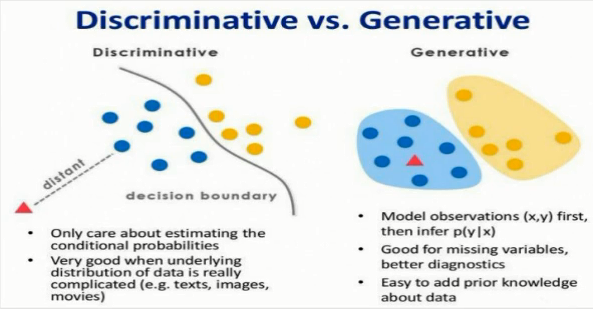 Discriminative vs. Generative
Discriminative
distant
decision boundary
• Only care about estimating the
conditional probabilities
• Very good when underlying
distribution of data is really
complicated (e.g. texts, images,
movies)
Generative
• Model observations (x,y) first,
then infer p(y|x)
• Good for missing variables,
better diagnostics
• Easy to add prior knowledge
about data